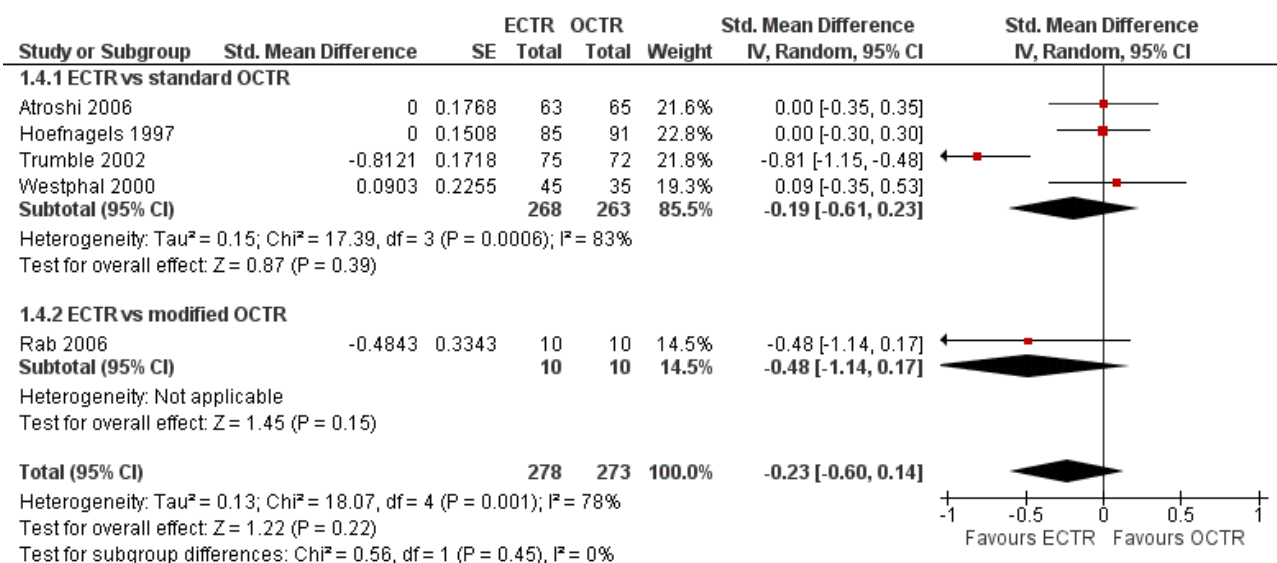 ECTR OCTR Std. Mean Difference Std. Mean Difference
Study or Subgroup Std. Mean Difference SE Total Total Weight IV, Random, 95% CI IV, Random, 95% CI
1.4.1 ECTR vs standard OCTR
Atroshi 2006 0 0.1768 63 65 21.6% 0.00 [-0.35, 0.35]
Hoefnagels 1997 0 0.1508 85 91 22.8% 0.00 [-0.30, 0.30]
Trumble 2002 -0.8121 0.1718 75 72 21.8% -0.81 [-1.15, -0.48]
Westphal 2000 0.0903 0.2255 45 35 19.3% 0.09 [-0.35, 0.53]
Subtotal (95% CI) 268 263 85.5% -0.19 [-0.61, 0.23]
Heterogeneity: Tau² = 0.15; Chi² = 17.39, df = 3 (P = 0.0006); I² = 83%
Test for overall effect: Z = 0.87 (P = 0.39)
1.4.2 ECTR vs modified OCTR
Rab 2006 -0.4843 0.3343 10 10 14.5% -0.48 [-1.14, 0.17]
Subtotal (95% CI) 10 10 14.5% -0.48 [-1.14, 0.17]
Heterogeneity: Not applicable
Test for overall effect: Z = 1.45 (P = 0.15)
Total (95% CI) 278 273 100.0% -0.23 [-0.60, 0.14]
Heterogeneity: Tau² = 0.13; Chi² = 18.07, df = 4 (P = 0.001); I² = 78%
Test for overall effect: Z = 1.22 (P = 0.22)
Test for subgroup differences: Chi² = 0.56, df = 1 (P = 0.45), I² = 0%
-1 -0.5 0 0.5 1
Favours ECTR Favours OCTR